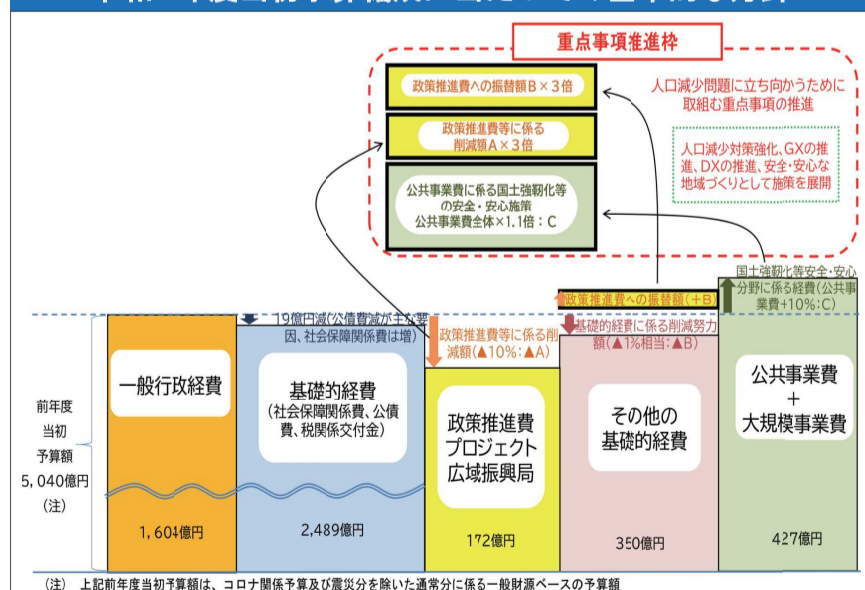 重点事項推進枠
政策推進費への振替額B×3倍
政策推進費等に係る
削減額A×3倍
公共事業費に係る国土強靭化等
の安全・安心施策
公共事業費全体×1.1倍:C
人口減少問題に立ち向かうために
取組む重点事項の推進
人口減少対策強化、GXの推
進、DXの推進、安全・安心な
地域づくりとして施策を展開
国土強靭化等安全・安心
分野に係る経費(公共事
業費+10%:C)
政策推進費への振替額(+B)
19億円減(公債費減が主な要
因、社会保障関係費は増)
政策推進費等に係る削
減額(▲10%:▲A)
基礎的経費に係る削減努力
額(▲1%相当:▲B)
前年度
当初
予算額
5,040億円
(注)
一般行政経費
1,604億円
基礎的経費
(社会保障関係費、公債
費、税関係交付金)
2,489億円
政策推進費
プロジェクト
広域振興局
172億円
その他の
基礎的経費
350億円
公共事業費
+
大規模事業費
427億円
(注) 上記前年度当初予算額は、コロナ関係予算及び震災分を除いた通常分に係る一般財源ベースの予算額